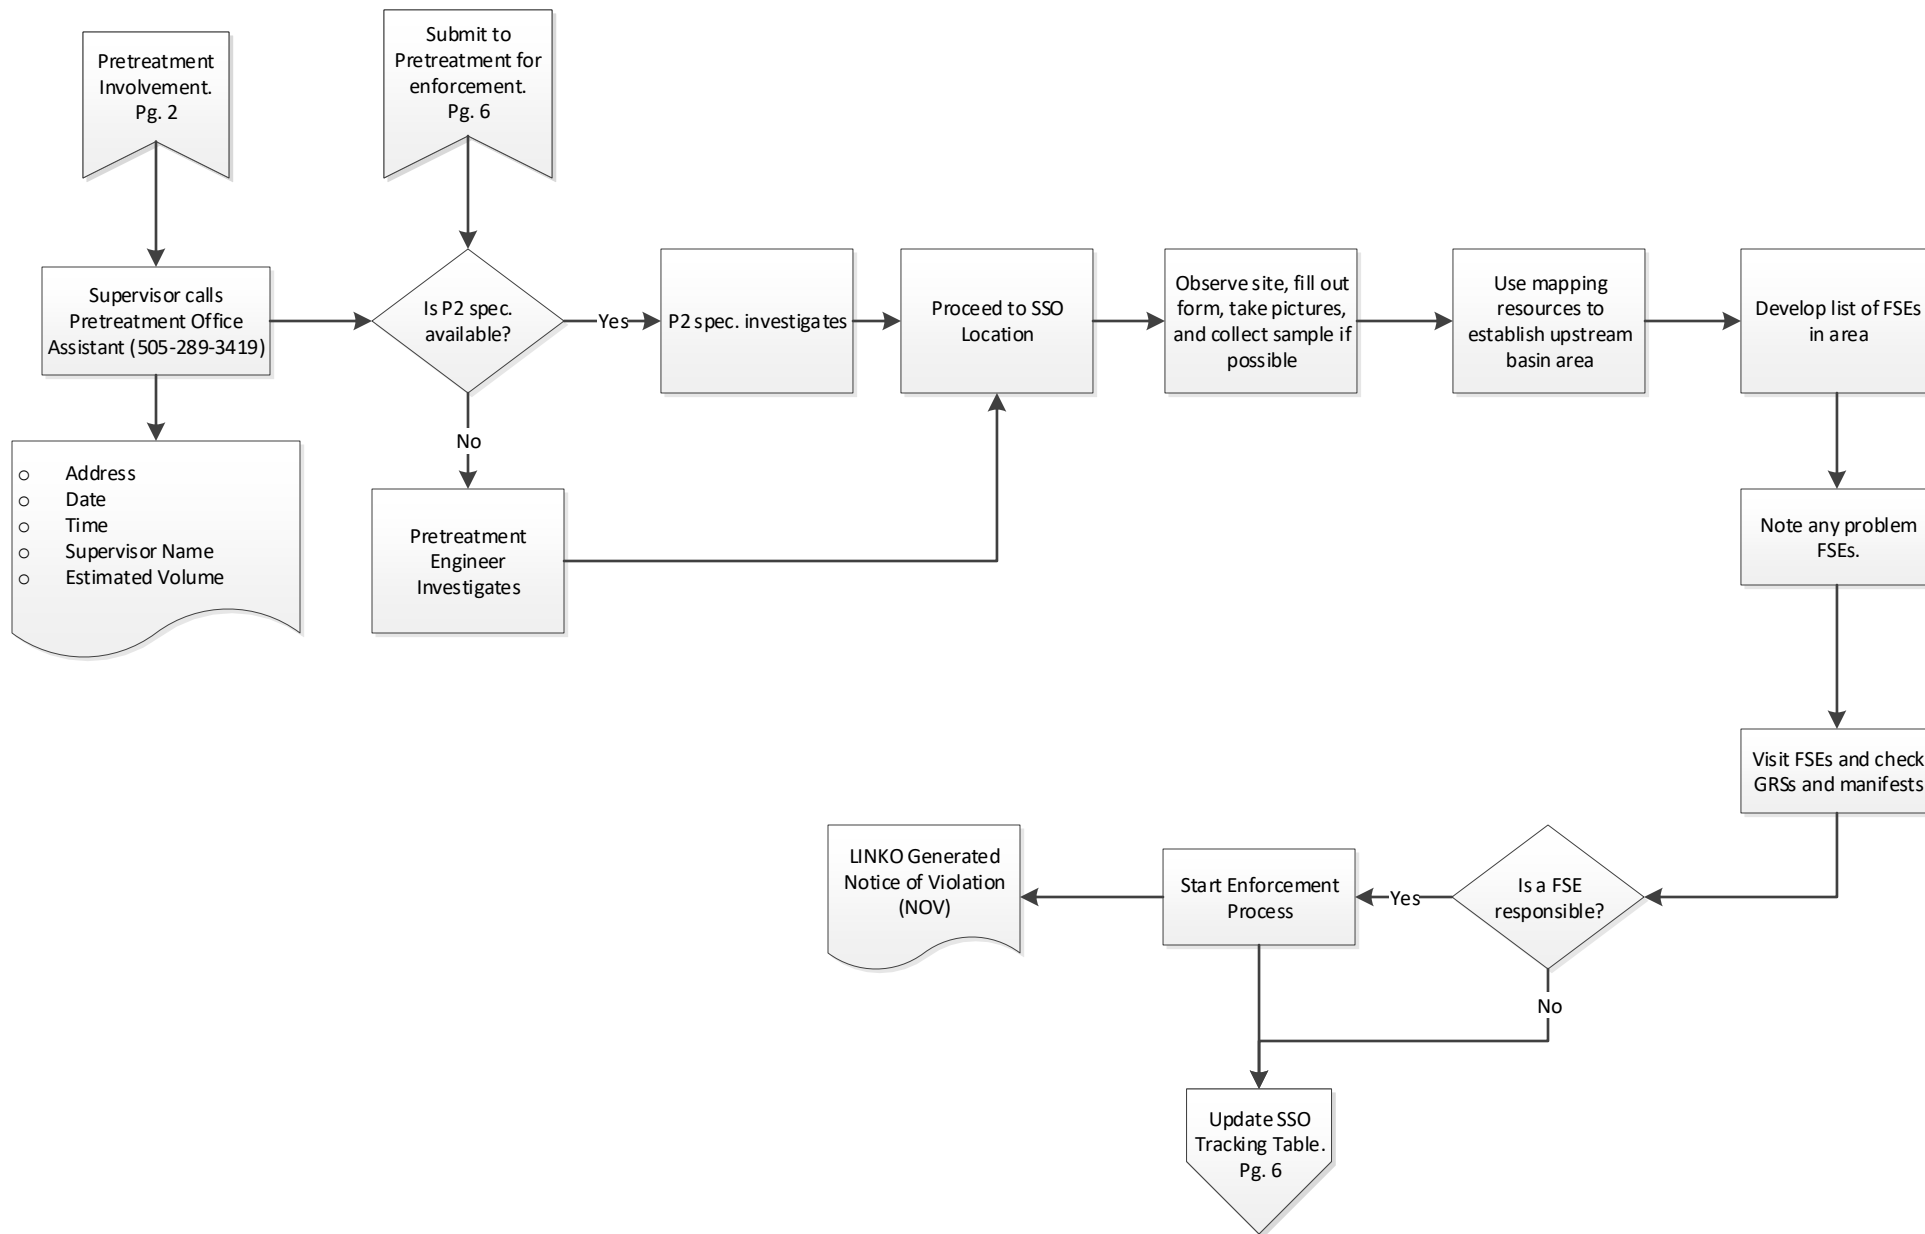 Pretreatment
Involvement.
Pg. 2
Submit to
Pretreatment for
enforcement.
Pg. 6
Supervisor calls
Pretreatment Office
Assistant (505-289-3419)
Is P2 spec.
available?
Yes
P2 spec. investigates
Proceed to SSO
Location
Observe site, fill out
form, take pictures,
and collect sample if
possible
Use mapping
resources to
establish upstream
basin area
Develop list of FSEs
in area
No
Address
Date
Time
Supervisor Name
Estimated Volume
Pretreatment
Engineer
Investigates
Note any problem
FSEs.
Visit FSEs and check
GRSs and manifests
LINKO Generated
Notice of Violation
(NOV)
Start Enforcement
Process
Yes
Is a FSE
responsible?
No
Update SSO
Tracking Table.
Pg. 6